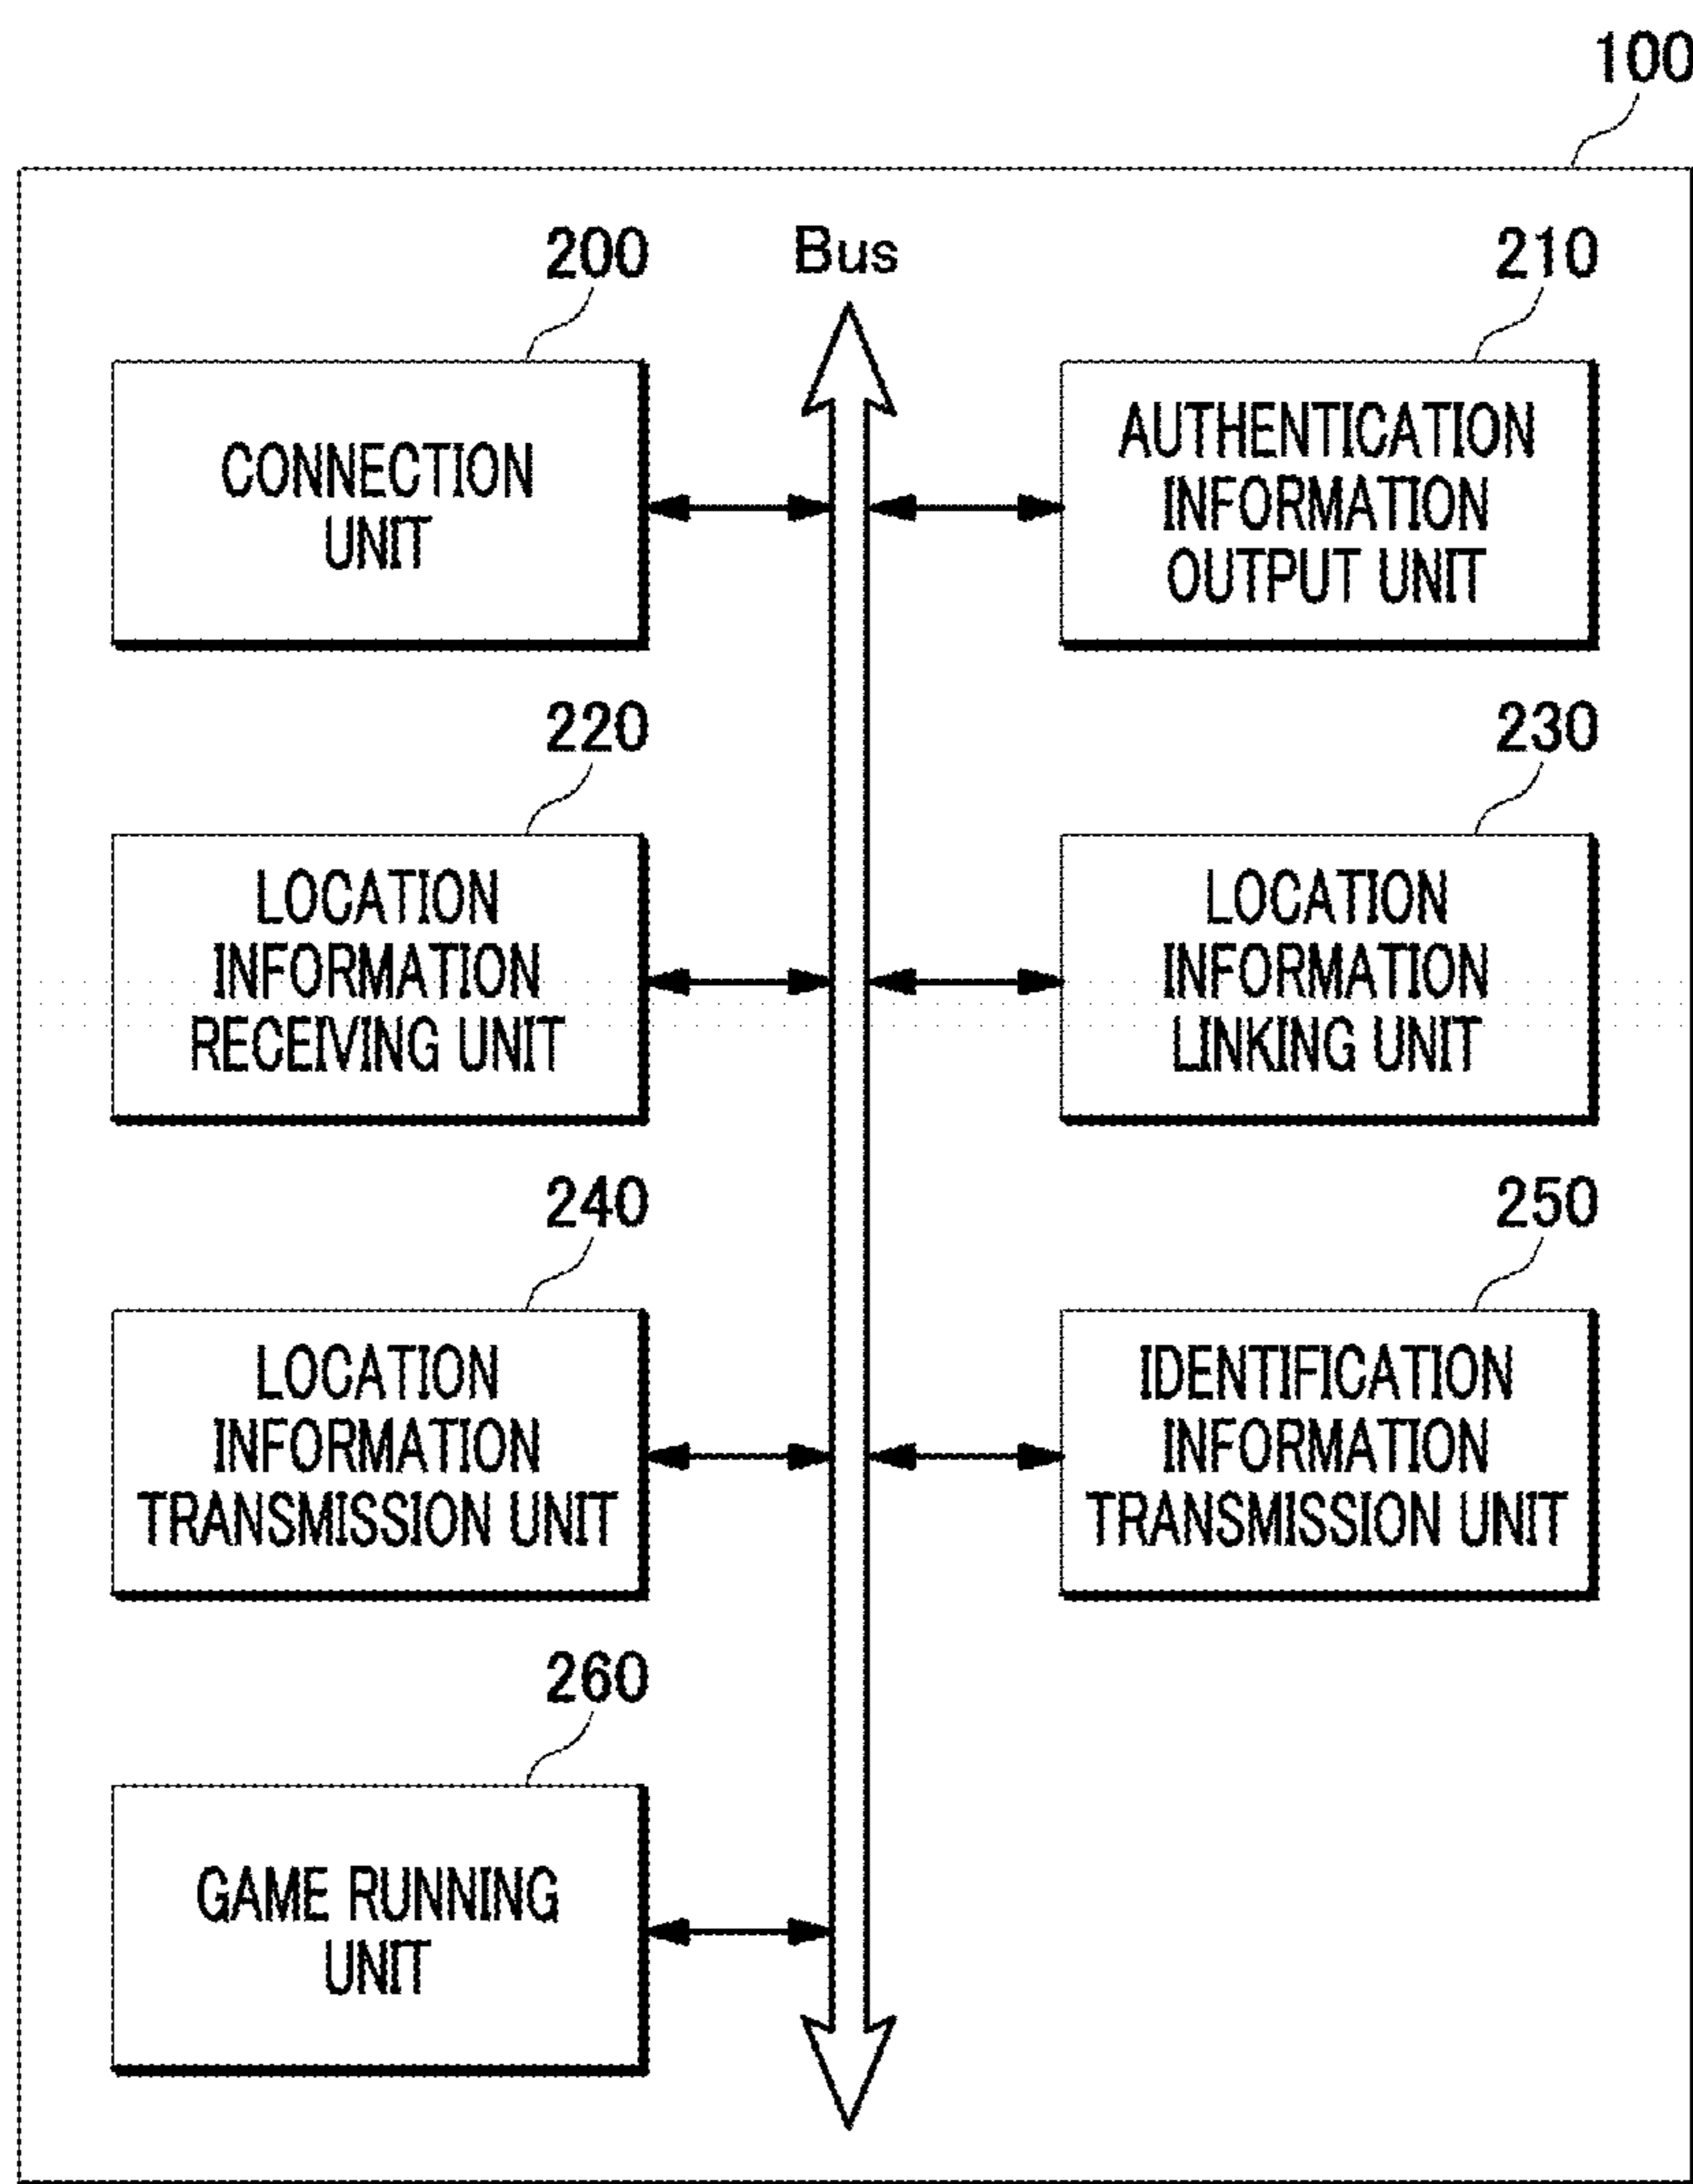 100
200
Bus
210
CONNECTION
UNIT
AUTHENTICATION
INFORMATION
OUTPUT UNIT
220
230
LOCATION
INFORMATION
RECEIVING UNIT
LOCATION
INFORMATION
LINKING UNIT
240
250
LOCATION
INFORMATION
TRANSMISSION UNIT
IDENTIFICATION
INFORMATION
TRANSMISSION UNIT
260
GAME RUNNING
UNIT